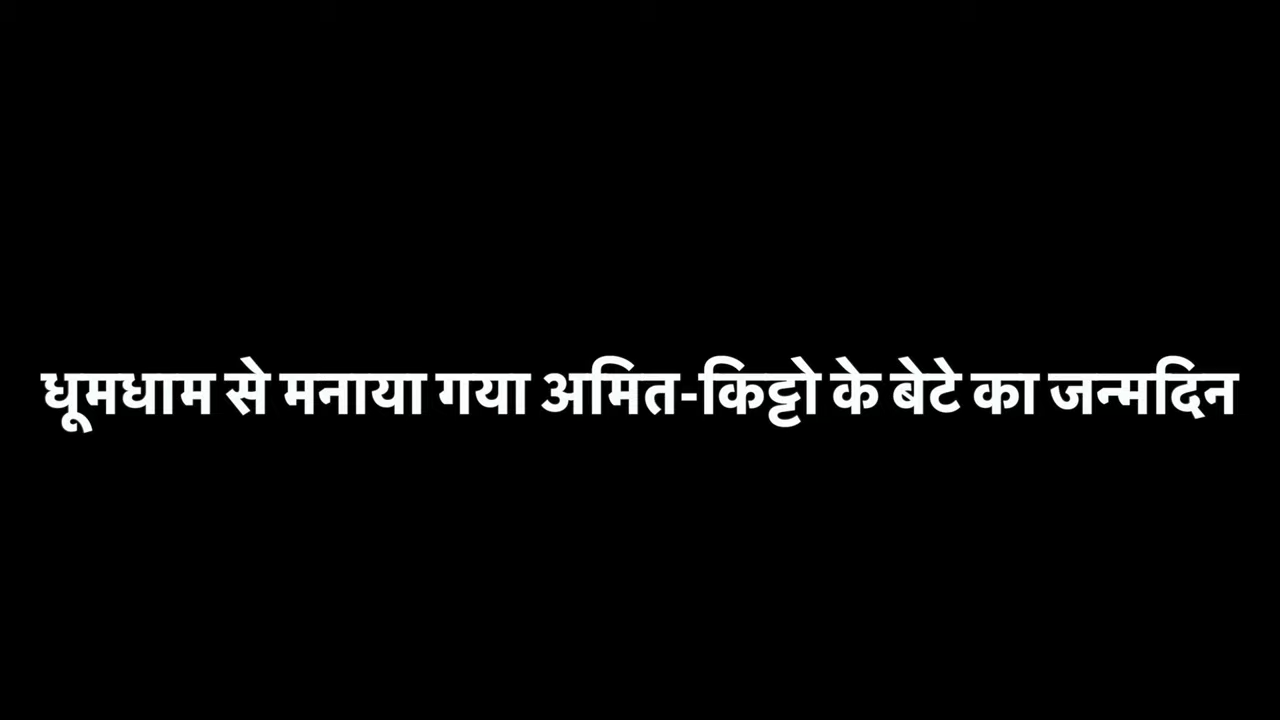 धूमधाम से मनाया गया अमित-किट्टो के बेटे का जन्मदिन